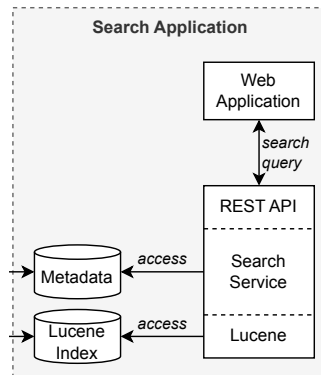 Search Application
Web
Application
search
query
REST API
access
Metadata
Search
Service
access
Lucene
Index
Lucene